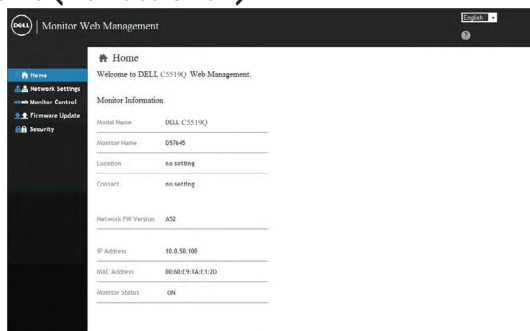 DELL | Monitor Web Management
English
Home
Network Settings
Monitor Control
Firmware Update
Security
Home
Welcome to DELL C5519Q Web Management.
Monitor Information
Model Name DELL C5519Q
Monitor Name D57645
Location no setting
Contact no setting
Network FW Version A52
IP Address 10.0.50.100
MAC Address 00:60:E9:1A:E1:2D
Monitor Status ON